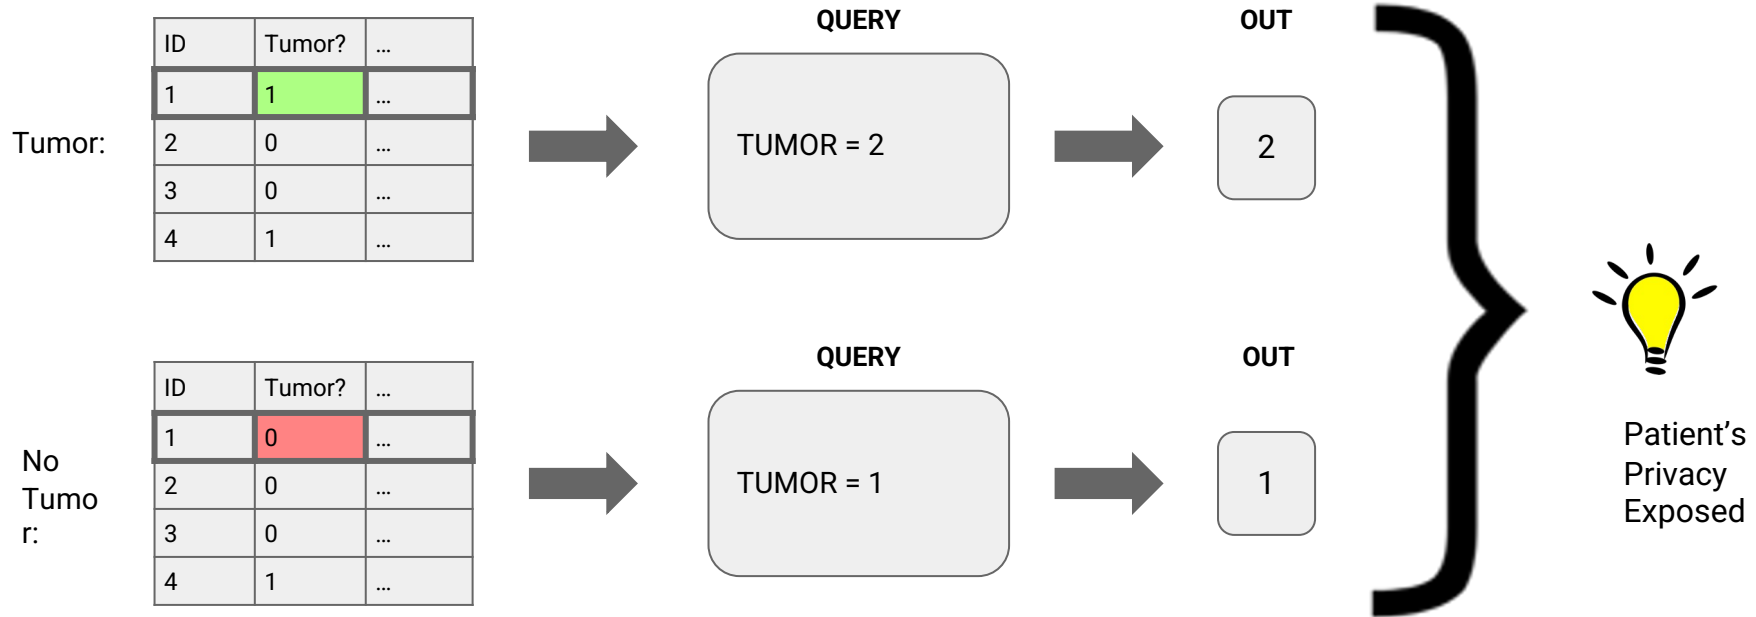 QUERY
OUT
ID Tumor? ...
1 1 ...
Tumor:
2 0 ...
3 0 ...
4 1 ...
TUMOR = 2
2
QUERY
OUT
ID Tumor? ...
1 0 ...
No
Tumo
r:
2 0 ...
3 0 ...
4 1 ...
TUMOR = 1
1
Patient’s
Privacy
Exposed